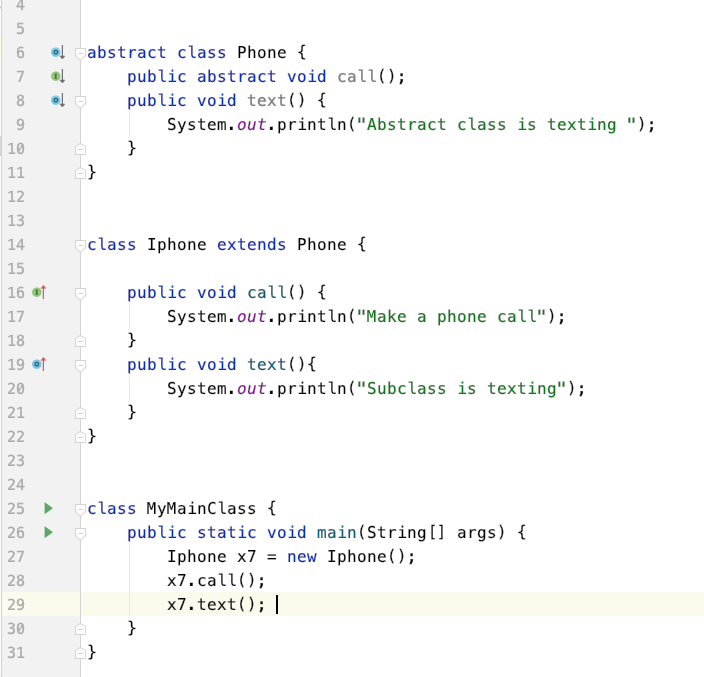 4
5
6 abstract class Phone {
7 public abstract void call();
8 public void text() {
9 System.out.println("Abstract class is texting ");
10 }
11 }
12
13
14 class Iphone extends Phone {
15
16 public void call() {
17 System.out.println("Make a phone call");
18 }
19 public void text(){
20 System.out.println("Subclass is texting");
21 }
22 }
23
24
25 class MyMainClass {
26 public static void main(String[] args) {
27 Iphone x7 = new Iphone();
28 x7.call();
29 x7.text();
30 }
31 }